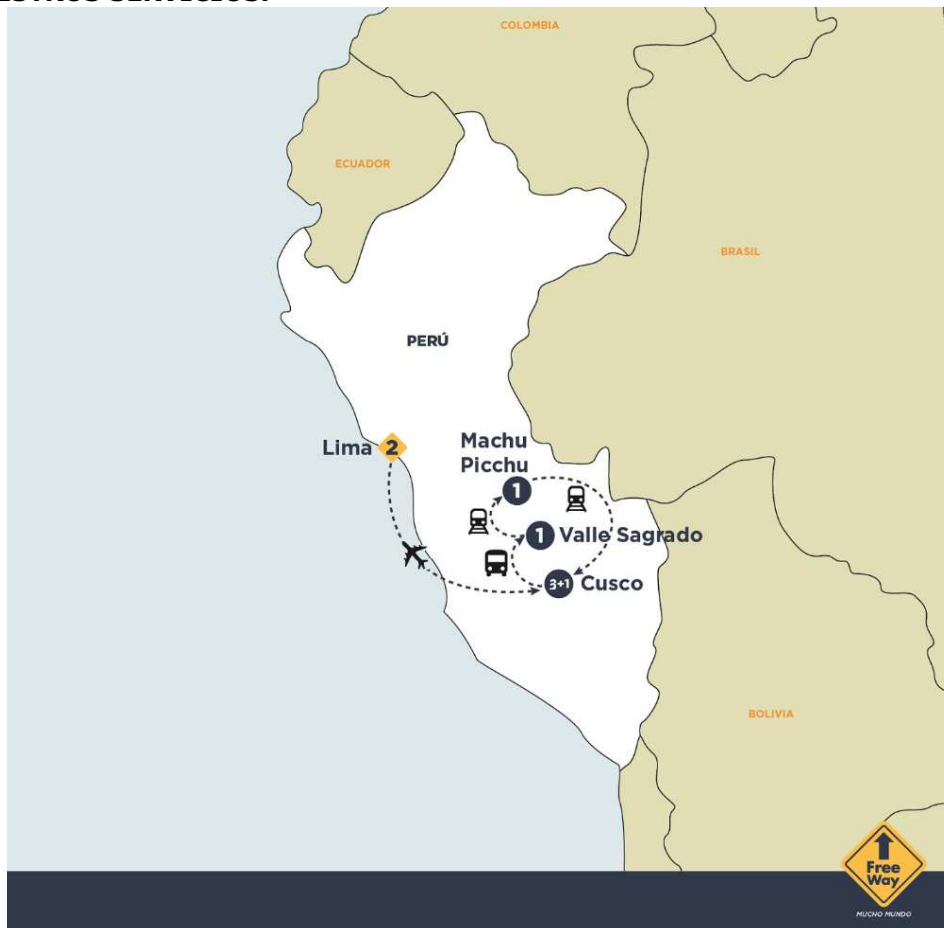 COLOMBIA
ECUADOR
BRASIL
PERÚ
Lima 2
Machu
Picchu
1
1 Valle Sagrado
3+1 Cusco
BOLIVIA
Free
Way
MUCHO MUNDO